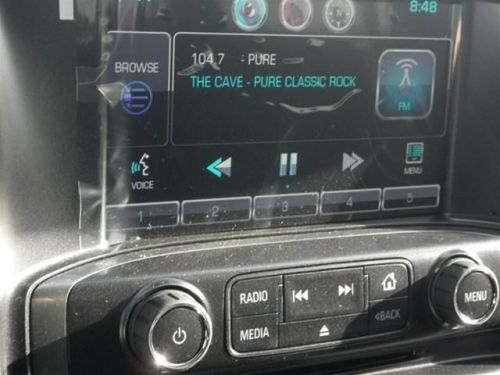 8:48
BROWSE
104.7 - PURE
THE CAVE - PURE CLASSIC ROCK
FM
VOICE
MENU
1 2 3 4 5
RADIO
MEDIA
BACK
MENU